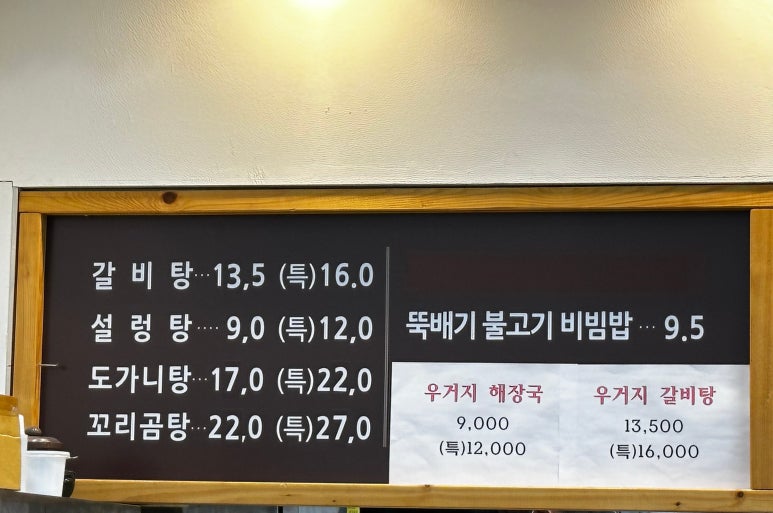 갈 비 탕···13,5 (특)16.0
설 렁 탕···· 9,0 (특)12,0
도가니탕···17,0 (특)22,0
꼬리곰탕···22,0 (특)27,0
뚝배기 불고기 비빔밥 ··· 9.5
우거지 해장국
9,000
(특)12,000
우거지 갈비탕
13,500
(특)16,000